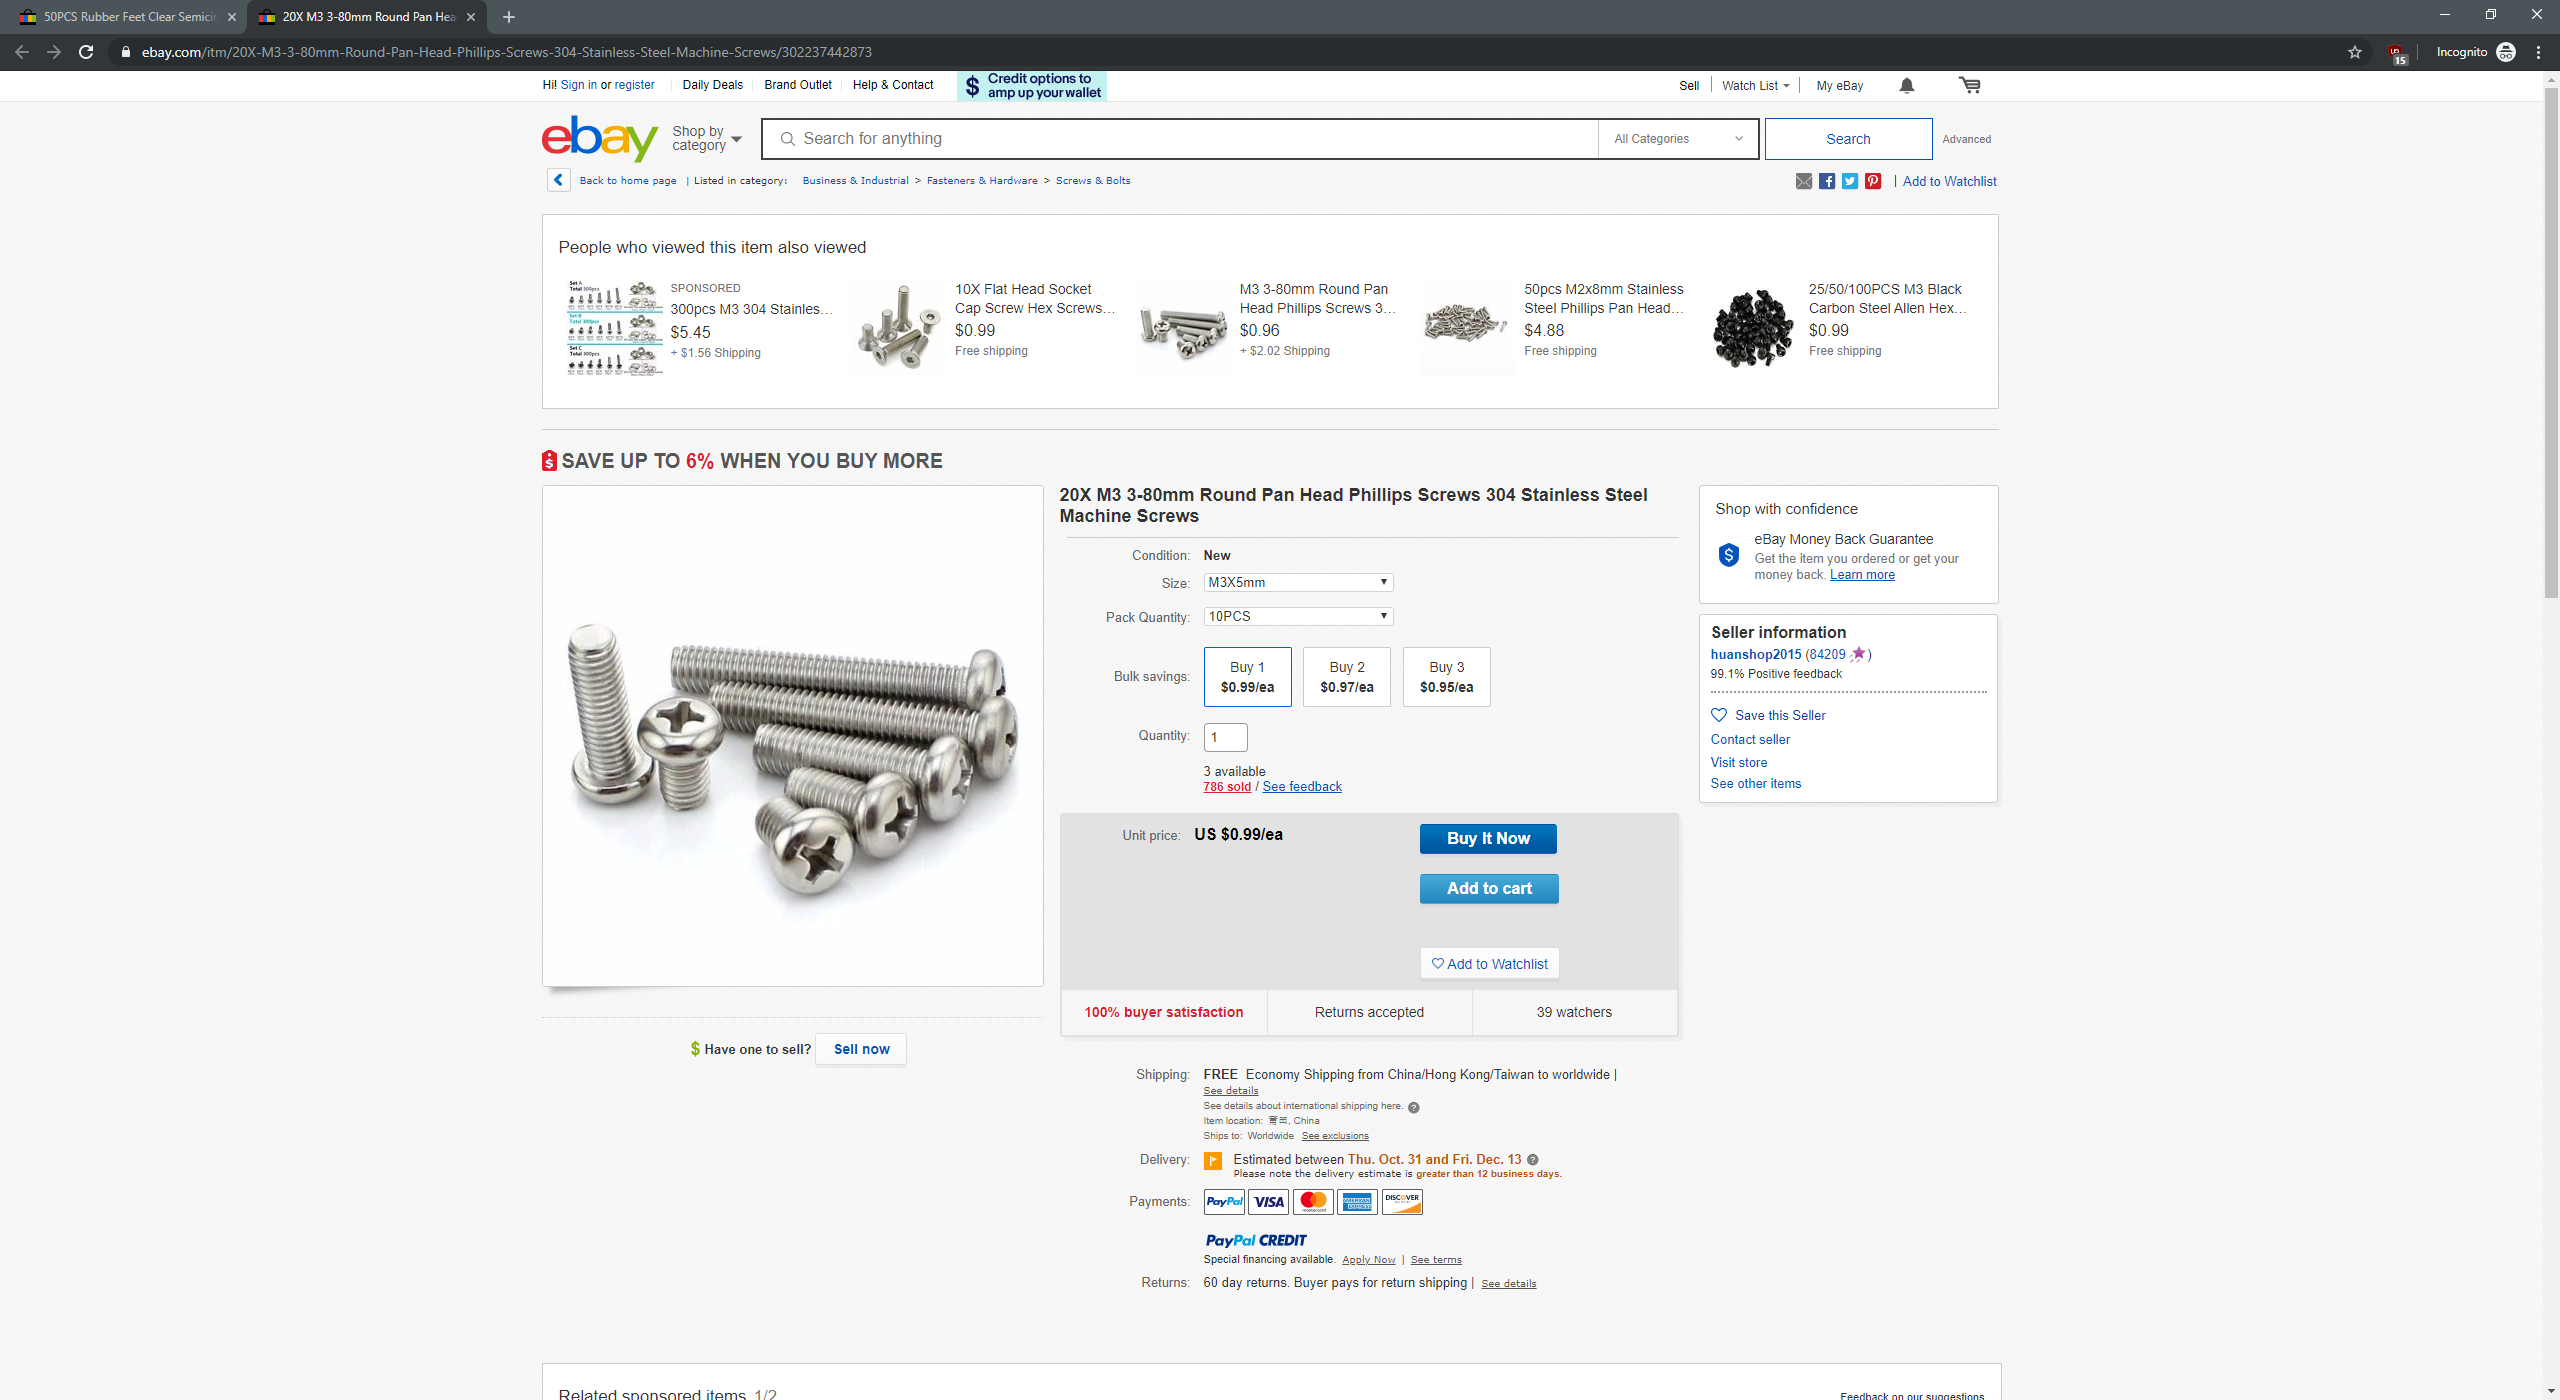 50PCS Rubber Feet Clear Semicir
20X M3 3-80mm Round Pan Hea
ebay.com/itm/20X-M3-3-80mm-Round-Pan-Head-Phillips-Screws-304-Stainless-Steel-Machine-Screws/302237442873
15
Incognito
Hi! Sign in or register
Daily Deals
Brand Outlet
Help & Contact
$ Credit options to
amp up your wallet
Sell
Watch List
My eBay
ebay
Shop by
category
Search for anything
All Categories
Search
Advanced
Back to home page | Listed in category: Business & Industrial > Fasteners & Hardware > Screws & Bolts
| Add to Watchlist
People who viewed this item also viewed
Set A
Total 300pcs
Set B
Total 300pcs
Set C
Total 300pcs
SPONSORED
300pcs M3 304 Stainles...
$5.45
+ $1.56 Shipping
10X Flat Head Socket
Cap Screw Hex Screws...
$0.99
Free shipping
M3 3-80mm Round Pan
Head Phillips Screws 3...
$0.96
+ $2.02 Shipping
50pcs M2x8mm Stainless
Steel Phillips Pan Head...
$4.88
Free shipping
25/50/100PCS M3 Black
Carbon Steel Allen Hex...
$0.99
Free shipping
SAVE UP TO 6% WHEN YOU BUY MORE
20X M3 3-80mm Round Pan Head Phillips Screws 304 Stainless Steel
Machine Screws
Condition: New
Size: M3X5mm
Pack Quantity: 10PCS
Bulk savings:
Buy 1
$0.99/ea
Buy 2
$0.97/ea
Buy 3
$0.95/ea
Quantity: 1
3 available
786 sold / See feedback
Unit price: US $0.99/ea
Buy It Now
Add to cart
Add to Watchlist
100% buyer satisfaction
Returns accepted
39 watchers
Shop with confidence
eBay Money Back Guarantee
Get the item you ordered or get your
money back. Learn more
Seller information
huanshop2015 (84209 )
99.1% Positive feedback
Save this Seller
Contact seller
Visit store
See other items
$ Have one to sell? Sell now
Shipping: FREE Economy Shipping from China/Hong Kong/Taiwan to worldwide |
See details
See details about international shipping here.
Item location: , China
Ships to: Worldwide See exclusions
Delivery: Estimated between Thu. Oct. 31 and Fri. Dec. 13
Please note the delivery estimate is greater than 12 business days.
Payments: PayPal VISA mastercard AMERICAN EXPRESS DISCOVER
PayPal CREDIT
Special financing available. Apply Now | See terms
Returns: 60 day returns. Buyer pays for return shipping | See details
Related sponsored items 1/2
Feedback on our suggestions